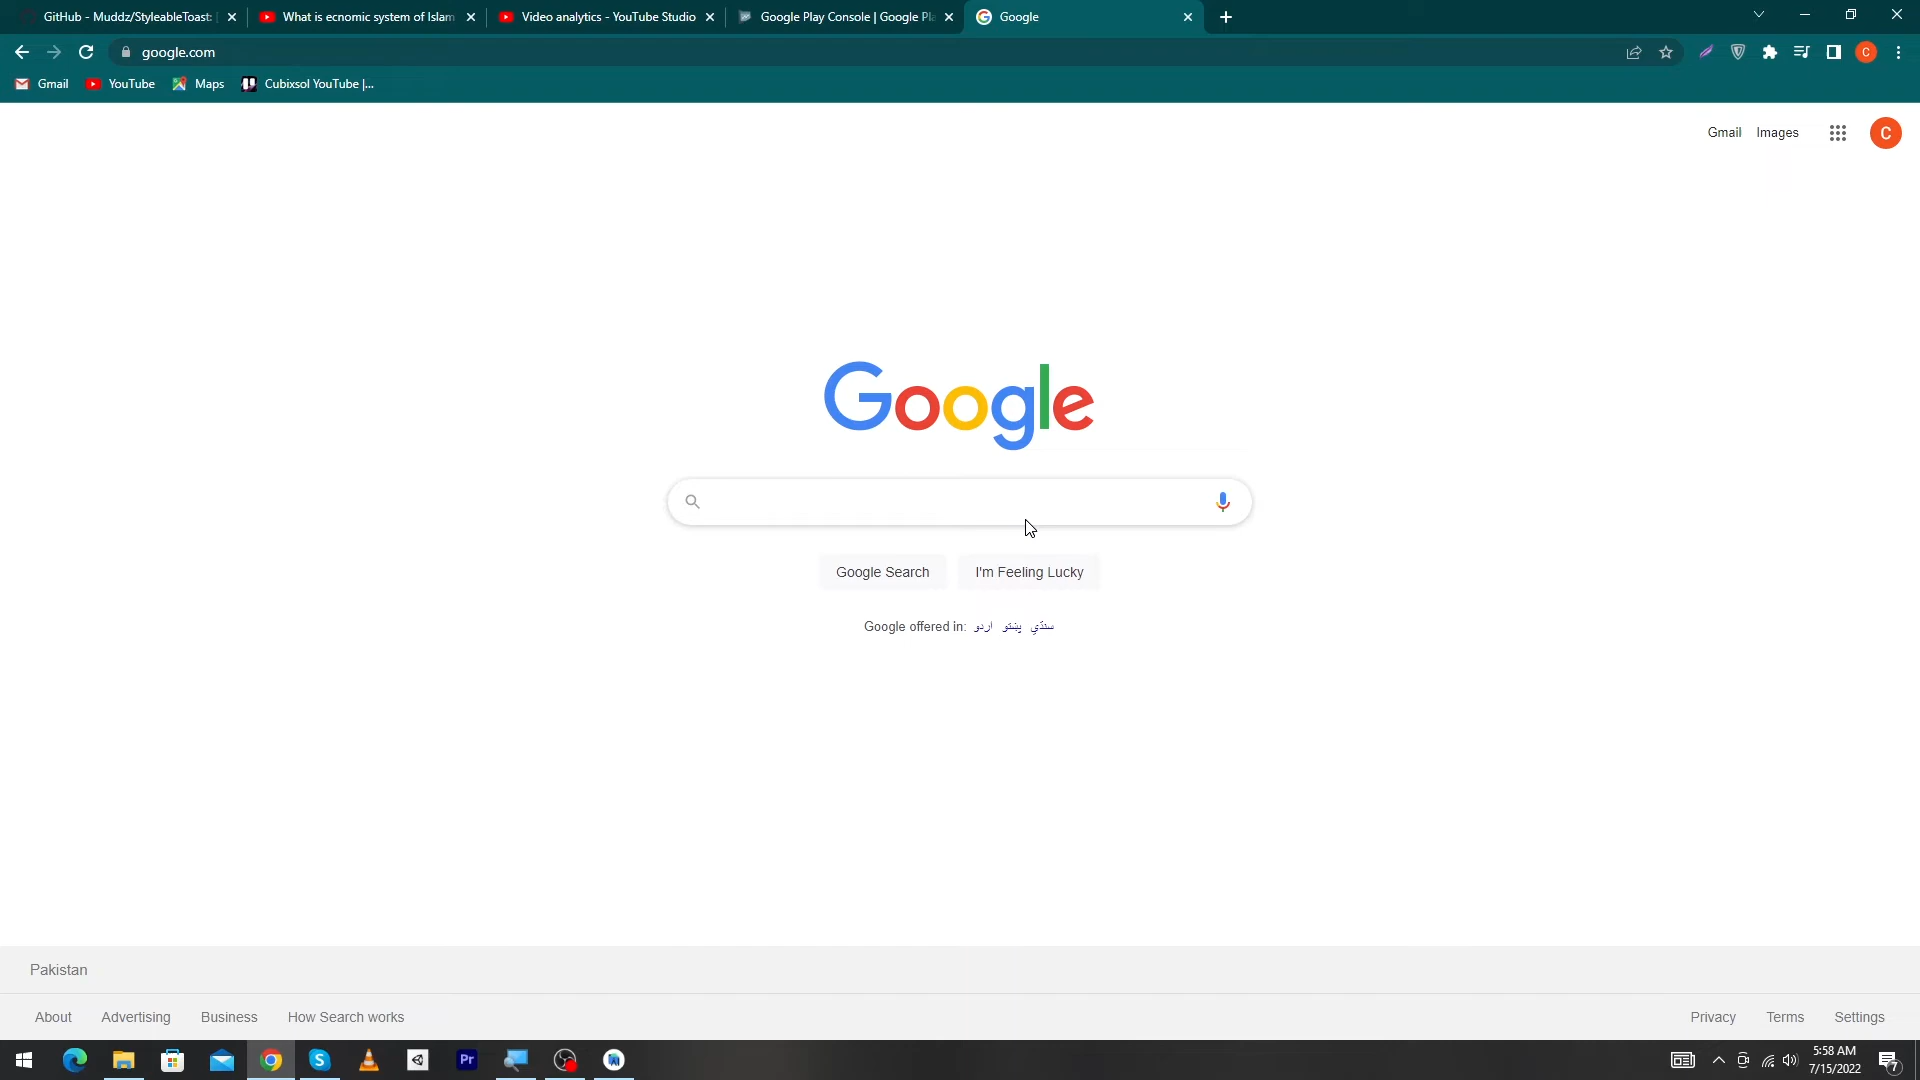 GitHub - Muddz/StyleableToast:
What is ecnomic system of Islam
Video analytics - YouTube Studio
Google Play Console | Google Pla
Google
google.com
C
Gmail
YouTube
Maps
Cubixsol YouTube |...
Gmail
Images
C
Google
Google Search
I'm Feeling Lucky
Google offered in: اردو پښتو سنڌي
Pakistan
About
Advertising
Business
How Search works
Privacy
Terms
Settings
5:58 AM
7/15/2022
7